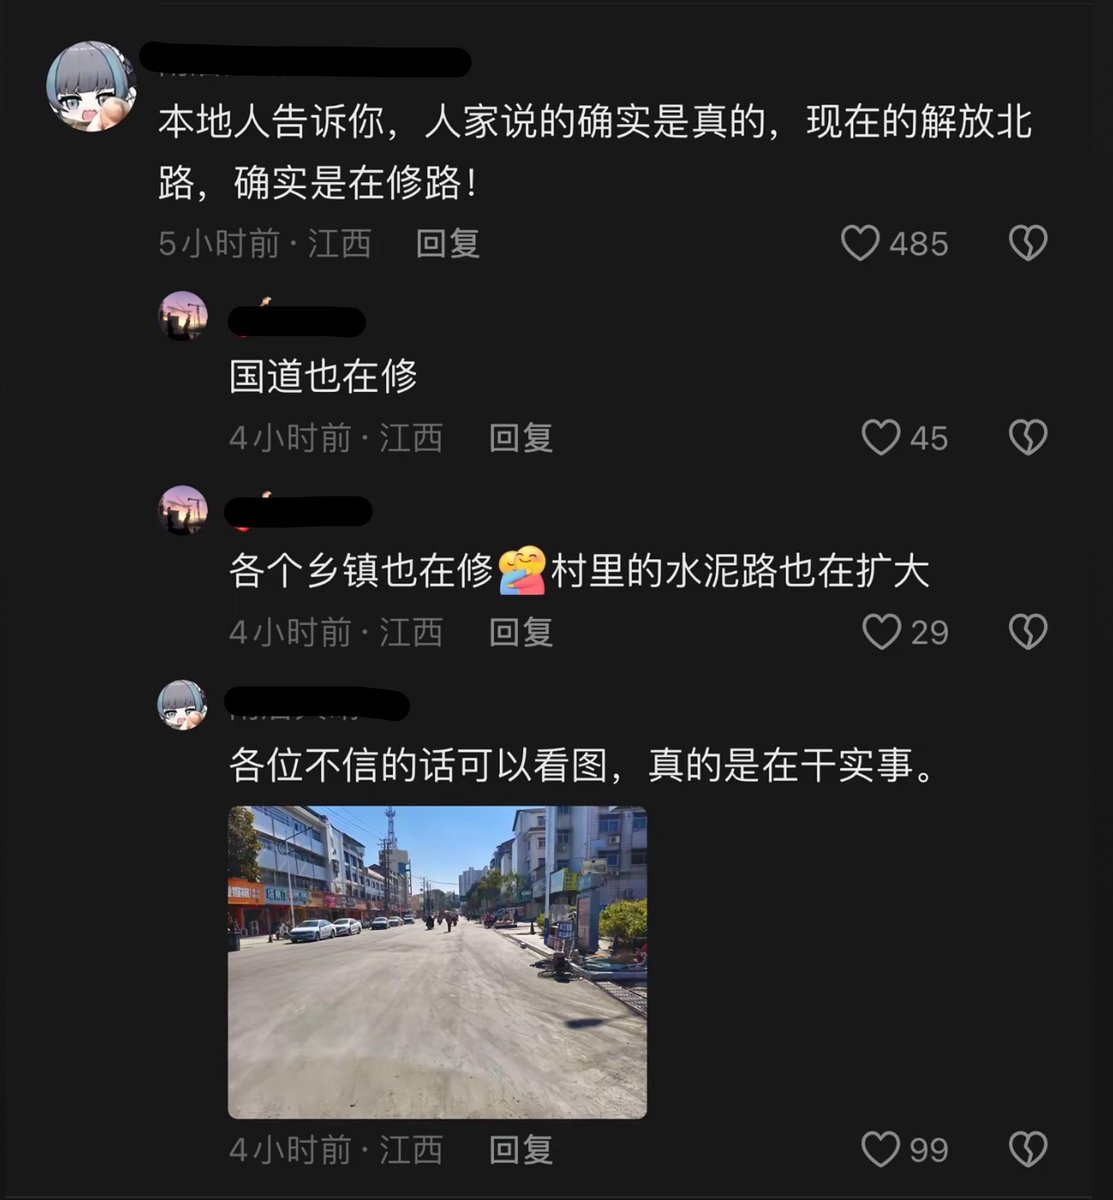 本地人告诉你，人家说的确实是真的，现在的解放北
路，确实是在修路！
5小时前·江西 回复 485
国道也在修
4小时前·江西 回复 45
各个乡镇也在修🫂村里的水泥路也在扩大
4小时前·江西 回复 29
各位不信的话可以看图，真的是在干实事。
4小时前·江西 回复 99